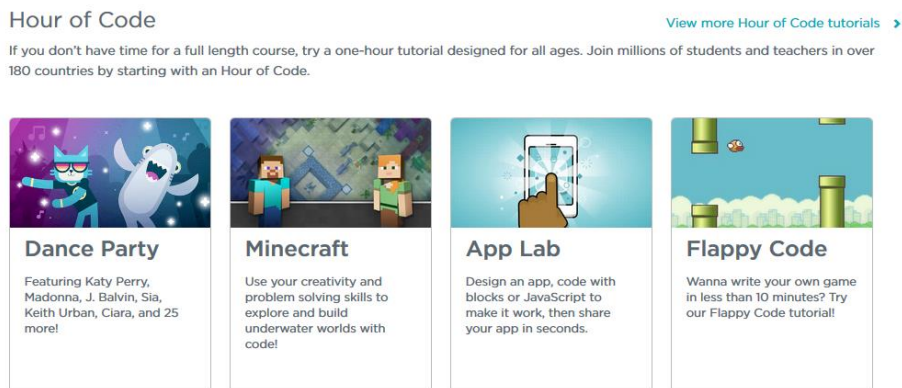 Hour of Code
View more Hour of Code tutorials >
If you don't have time for a full length course, try a one-hour tutorial designed for all ages. Join millions of students and teachers in over
180 countries by starting with an Hour of Code.
Dance Party
Featuring Katy Perry,
Madonna, J. Balvin, Sia,
Keith Urban, Ciara, and 25
more!
Minecraft
Use your creativity and
problem solving skills to
explore and build
underwater worlds with
code!
App Lab
Design an app, code with
blocks or JavaScript to
make it work, then share
your app in seconds.
Flappy Code
Wanna write your own game
in less than 10 minutes? Try
our Flappy Code tutorial!